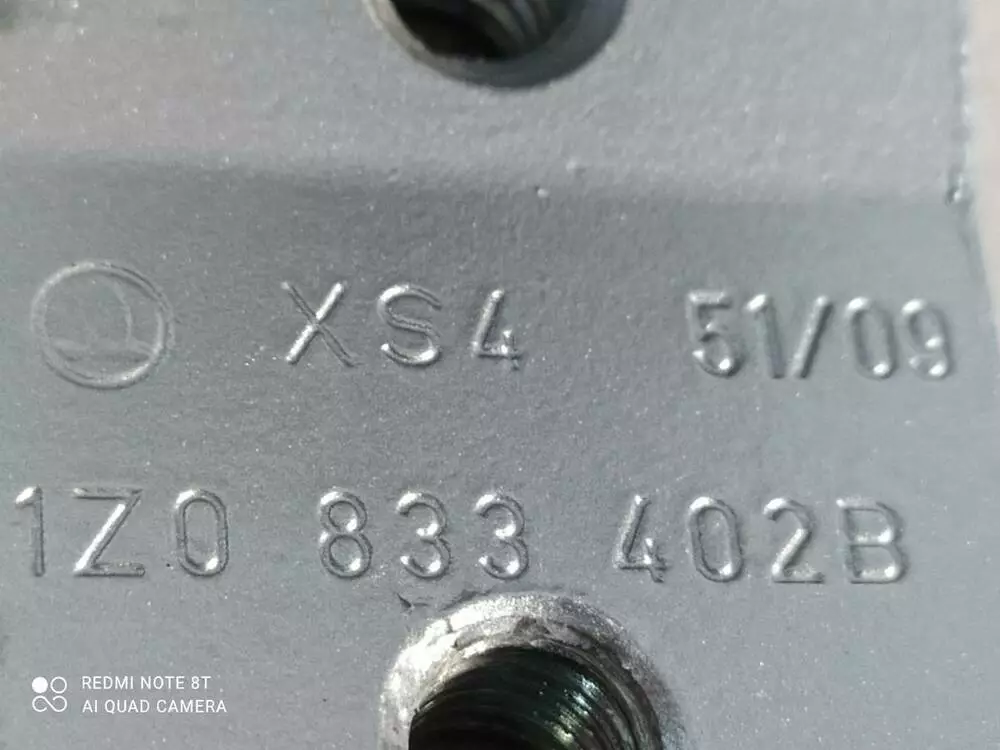 XS4 51/09
1Z0 833 402B
REDMI NOTE 8T
AI QUAD CAMERA